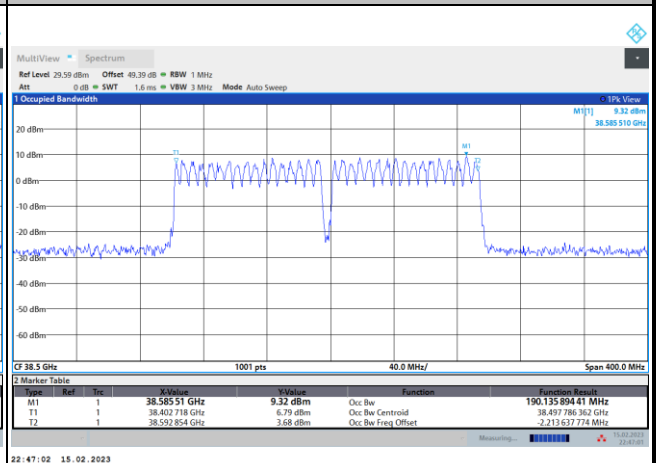 MultiView Spectrum
Ref Level 29.59 dBm Offset 49.39 dB RBW 1 MHz
Att 0 dB SWT 1.6 ms VBW 3 MHz Mode Auto Sweep
1 Occupied Bandwidth 1Pk View
M1[1] 9.32 dBm
38.585 510 GHz
20 dBm
M1
T1
T2
10 dBm
0 dBm
-10 dBm
-20 dBm
-30 dBm
-40 dBm
-50 dBm
-60 dBm
CF 38.5 GHz 1001 pts 40.0 MHz/ Span 400.0 MHz
2 Marker Table
Type Ref Trc X-Value Y-Value Function Function Result
M1 1 38.585 51 GHz 9.32 dBm Occ Bw 190.135 894 41 MHz
T1 1 38.402 718 GHz 6.79 dBm Occ Bw Centroid 38.497 786 362 GHz
T2 1 38.592 854 GHz 3.68 dBm Occ Bw Freq Offset -2.213 637 774 MHz
Measuring... 15.02.2023
22:47:01
22:47:02 15.02.2023